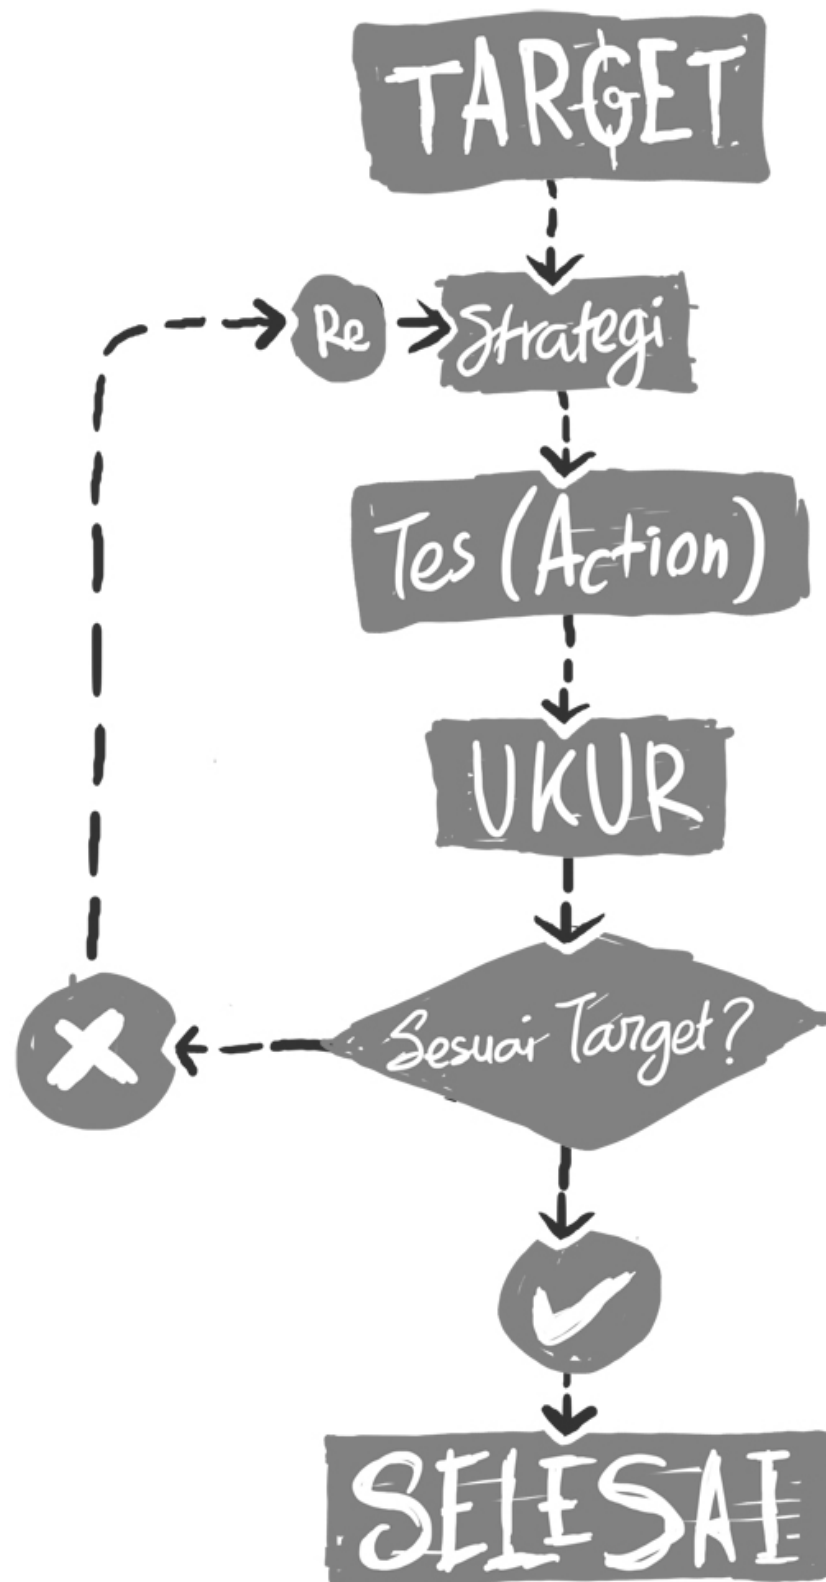 TARGET
Re
Strategi
Tes (Action)
UKUR
Sesuai Target?
SELESAI